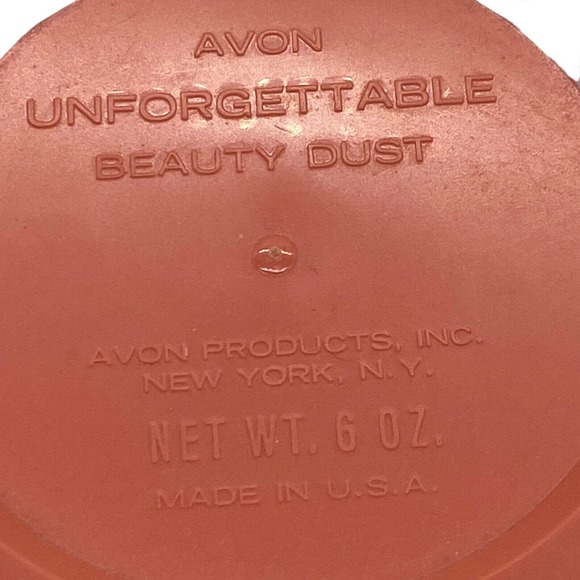 AVON
UNFORGETTABLE
BEAUTY DUST
AVON PRODUCTS, INC.
NEW YORK, N.Y.
NET WT. 6 OZ.
MADE IN U.S.A.